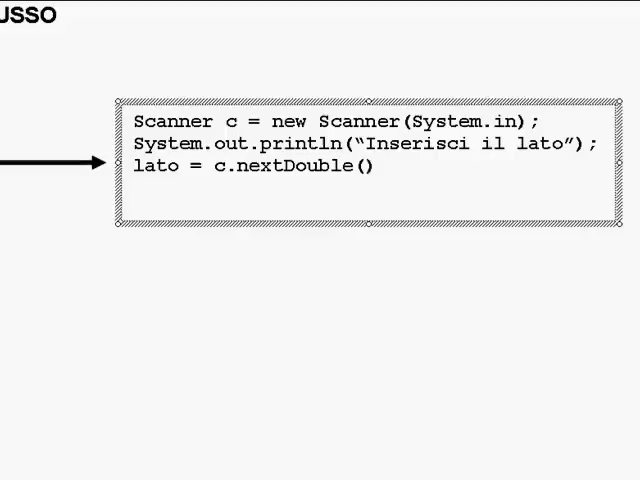 USSO
Scanner c = new Scanner(System.in);
System.out.println(“Inserisci il lato”);
lato = c.nextDouble()